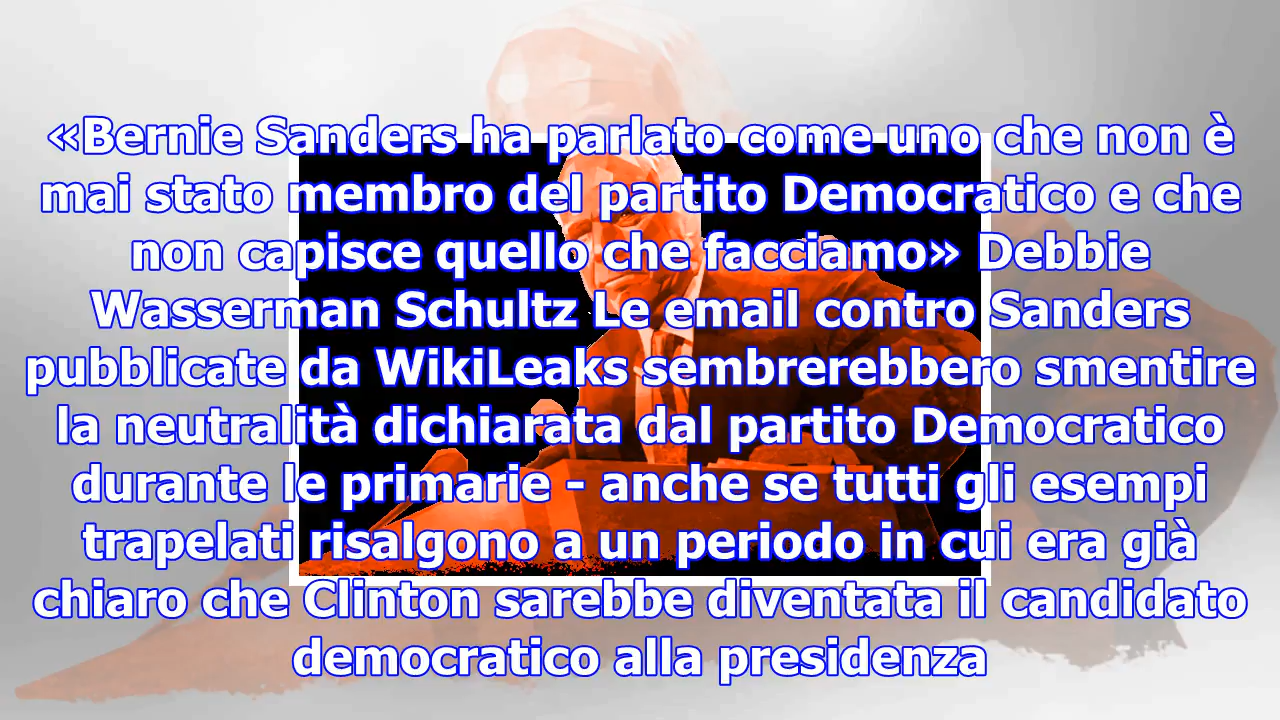 «Bernie Sanders ha parlato come uno che non è
mai stato membro del partito Democratico e che
non capisce quello che facciamo» Debbie
Wasserman Schultz Le email contro Sanders
pubblicate da WikiLeaks sembrerebbero smentire
la neutralità dichiarata dal partito Democratico
durante le primarie - anche se tutti gli esempi
trapelati risalgono a un periodo in cui era già
chiaro che Clinton sarebbe diventata il candidato
democratico alla presidenza